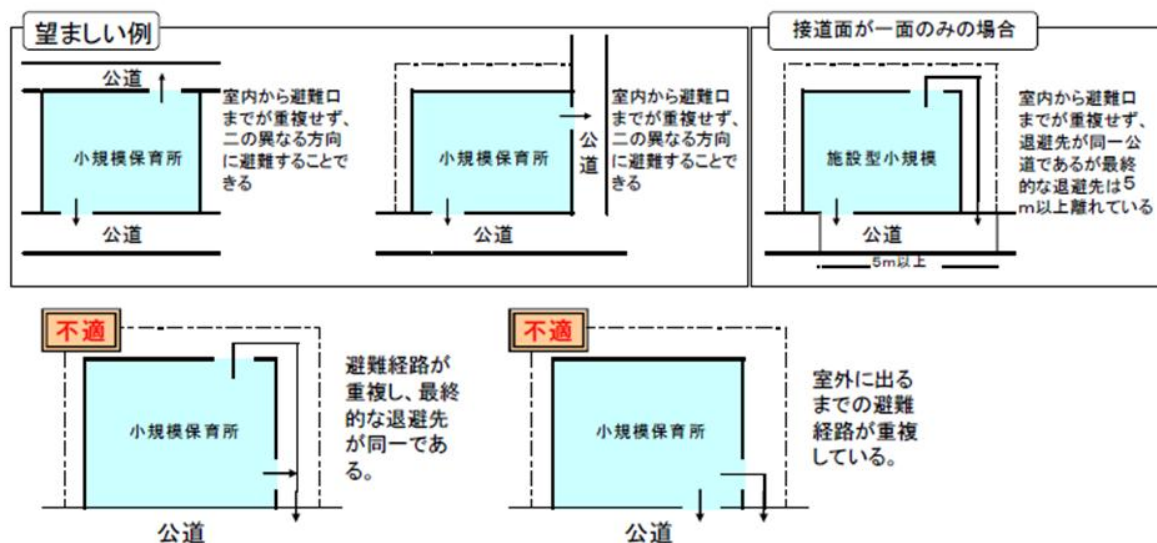 望ましい例
公道
小規模保育所
公道
室内から避難口
までが重複せず、
二の異なる方向
に避難することで
きる
小規模保育所
公道
公道
室内から避難口
までが重複せず、
二の異なる方向
に避難することで
きる
接道面が一面のみの場合
施設型小規模
公道
5m以上
室内から避難口
までが重複せず、
退避先が同一公
道であるが最終
的な退避先は5
m以上離れている
不適
小規模保育所
公道
避難経路が
重複し、最終
的な退避先
が同一であ
る。
不適
小規模保育所
公道
室外に出る
までの避難
経路が重複
している。